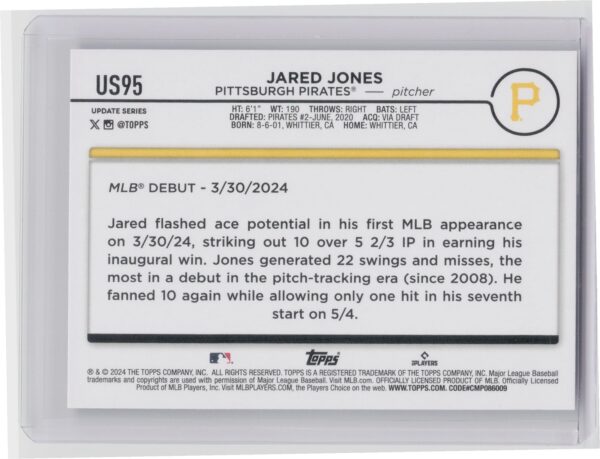 US95
JARED JONES
PITTSBURGH PIRATES® — pitcher
P
UPDATE SERIES
X @TOPPS
HT: 6'1" WT: 190 THROWS: RIGHT BATS: LEFT
DRAFTED: PIRATES #2-JUNE, 2020 ACQ: VIA DRAFT
BORN: 8-6-01, WHITTIER, CA HOME: WHITTIER, CA
MLB® DEBUT - 3/30/2024
Jared flashed ace potential in his first MLB appearance
on 3/30/24, striking out 10 over 5 2/3 IP in earning his
inaugural win. Jones generated 22 swings and misses, the
most in a debut in the pitch-tracking era (since 2008). He
fanned 10 again while allowing only one hit in his seventh
start on 5/4.
Topps
PLAYERS
® & © 2024 THE TOPPS COMPANY, INC. ALL RIGHTS RESERVED. TOPPS IS A REGISTERED TRADEMARK OF THE TOPPS COMPANY, INC. Major League Baseball
trademarks and copyrights are used with permission of Major League Baseball. Visit MLB.com. OFFICIALLY LICENSED PRODUCT OF MLB. Officially Licensed
Product of MLB Players, Inc. Visit MLBPLAYERS.COM, the Players Choice on the web. WWW.TOPPS.COM. CODE#CMP086009